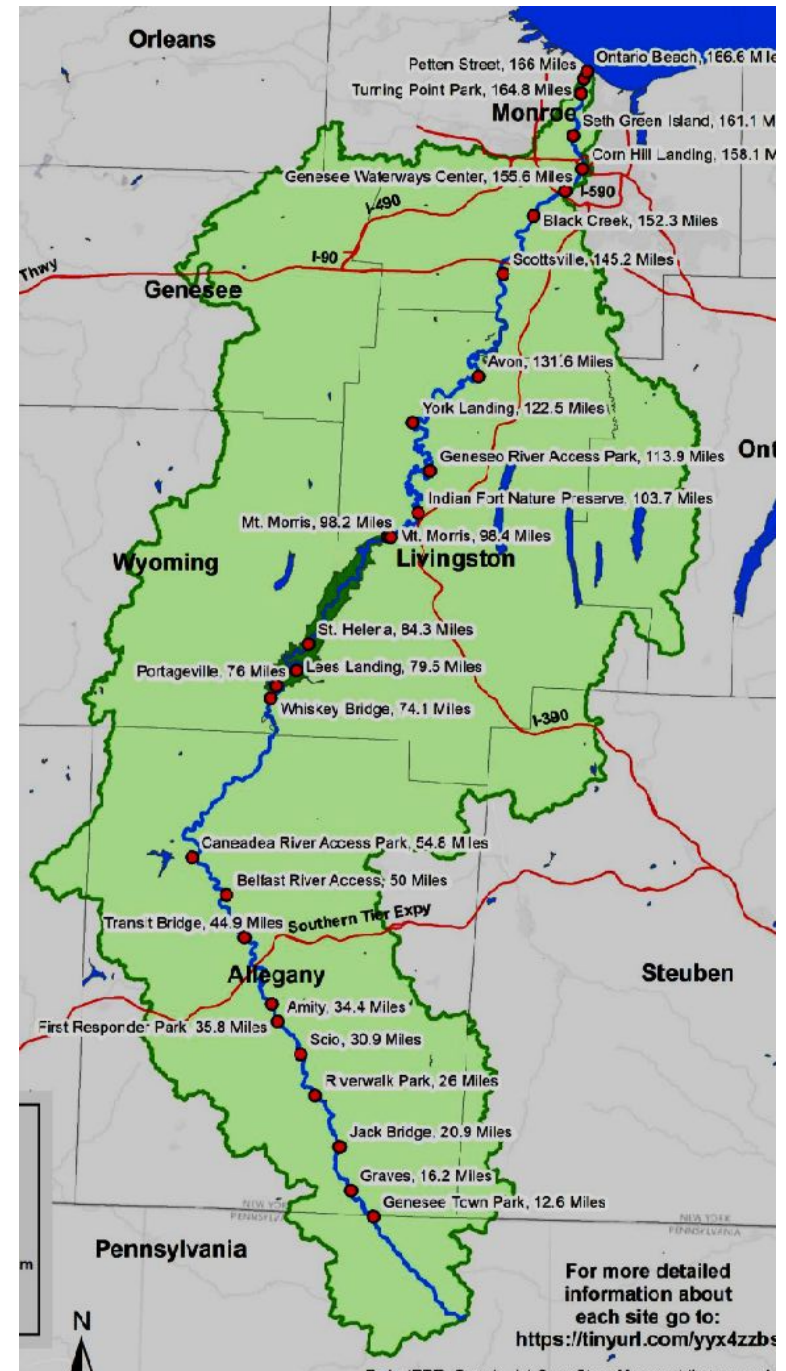 Orleans
Petten Street, 166 Miles
Ontario Beach, 166.6 Mile
Turning Point Park, 164.8 Miles
Monroe
Seth Green Island, 161.1 M
Corn Hill Landing, 158.1 M
Genesee Waterways Center, 155.6 Miles
I-590
I-490
Black Creek, 152.3 Miles
Thwy
I-90
Scottsville, 145.2 Miles
Genesee
Avon, 131.6 Miles
York Landing, 122.5 Miles
Ont
Geneseo River Access Park, 113.9 Miles
Indian Fort Nature Preserve, 103.7 Miles
Mt. Morris, 98.2 Miles
Mt. Morris, 98.4 Miles
Wyoming
Livingston
St. Helena, 84.3 Miles
Portageville, 76 Miles
Lees Landing, 79.5 Miles
Whiskey Bridge, 74.1 Miles
I-390
Caneadea River Access Park, 54.8 Miles
Belfast River Access, 50 Miles
Transit Bridge, 44.9 Miles
Southern Tier Expy
Allegany
Steuben
Amity, 34.4 Miles
First Responder Park, 35.8 Miles
Scio, 30.9 Miles
Riverwalk Park, 26 Miles
Jack Bridge, 20.9 Miles
Graves, 16.2 Miles
Genesee Town Park, 12.6 Miles
NEW YORK
PENNSYLVANIA
NEW YORK
PENNSYLVANIA
Pennsylvania
m
For more detailed
information about
each site go to:
https://tinyurl.com/yyx4zzbs
N